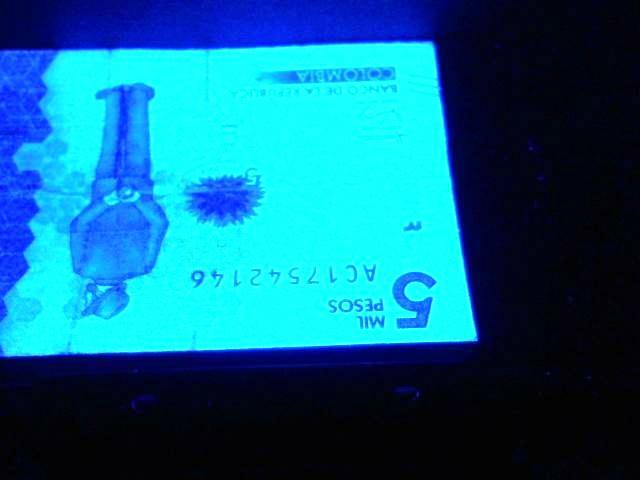 5 MIL
PESOS
AC17542146
5
BANCO DE LA REPÚBLICA
COLOMBIA